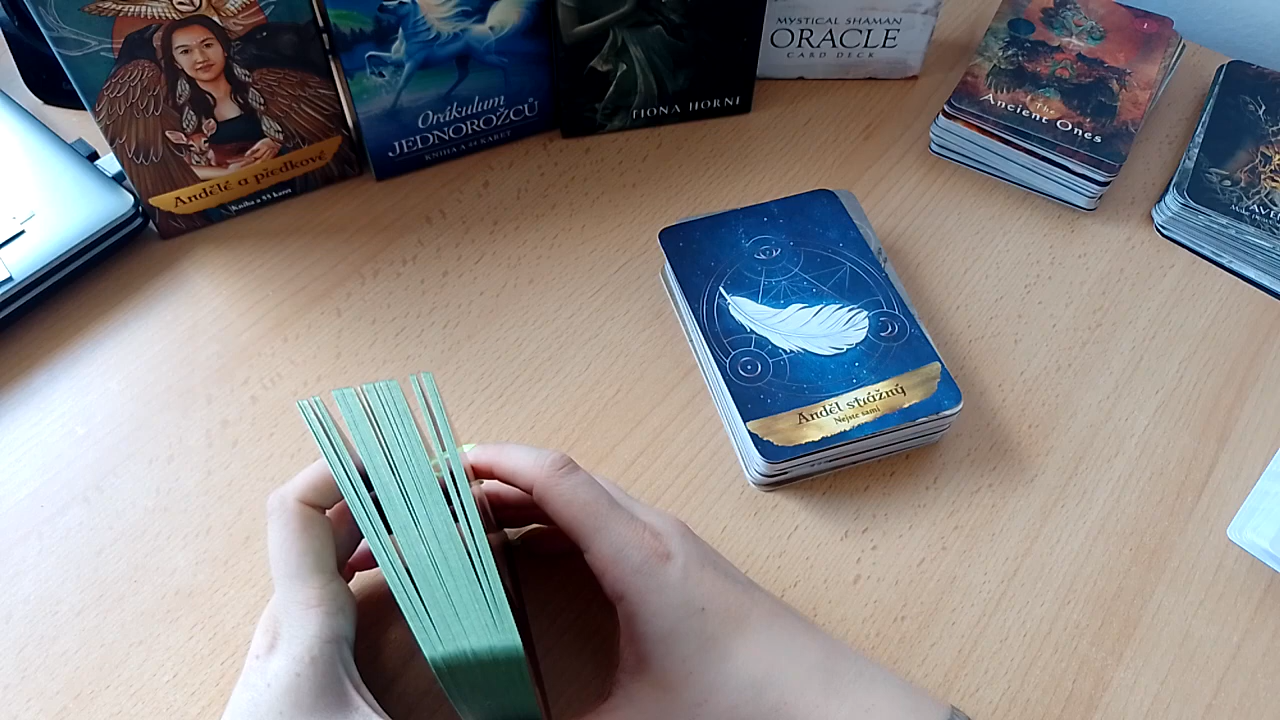 Andělé a předkové
Kniha a 55 karet
Orákulum
JEDNOROŽCŮ
KNIHA A 44 KARET
FIONA HORNE
MYSTICAL SHAMAN
ORACLE
CARD DECK
1
The
Ancient Ones
Anděl strážný
Nejste sami